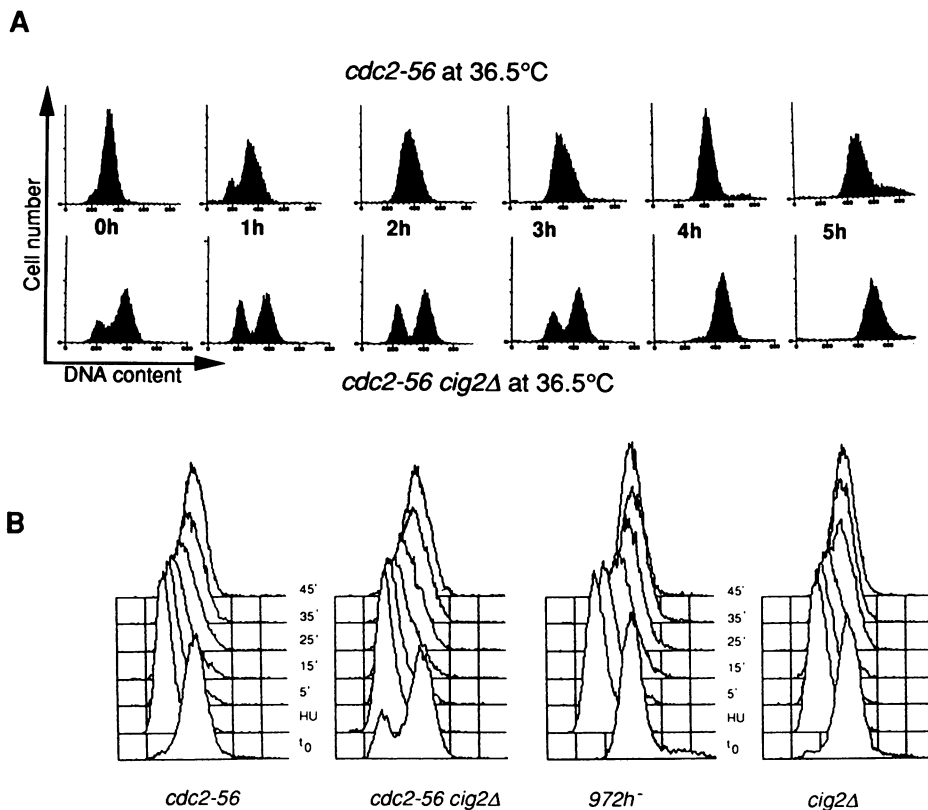 A
cdc2-56 at 36.5°C
Cell number
0h 1h 2h 3h 4h 5h
DNA content
cdc2-56 cig2Δ at 36.5°C
B
45' 45'
35' 35'
25' 25'
15' 15'
5' 5'
HU HU
t0 t0
cdc2-56 cdc2-56 cig2Δ 972h- cig2Δ